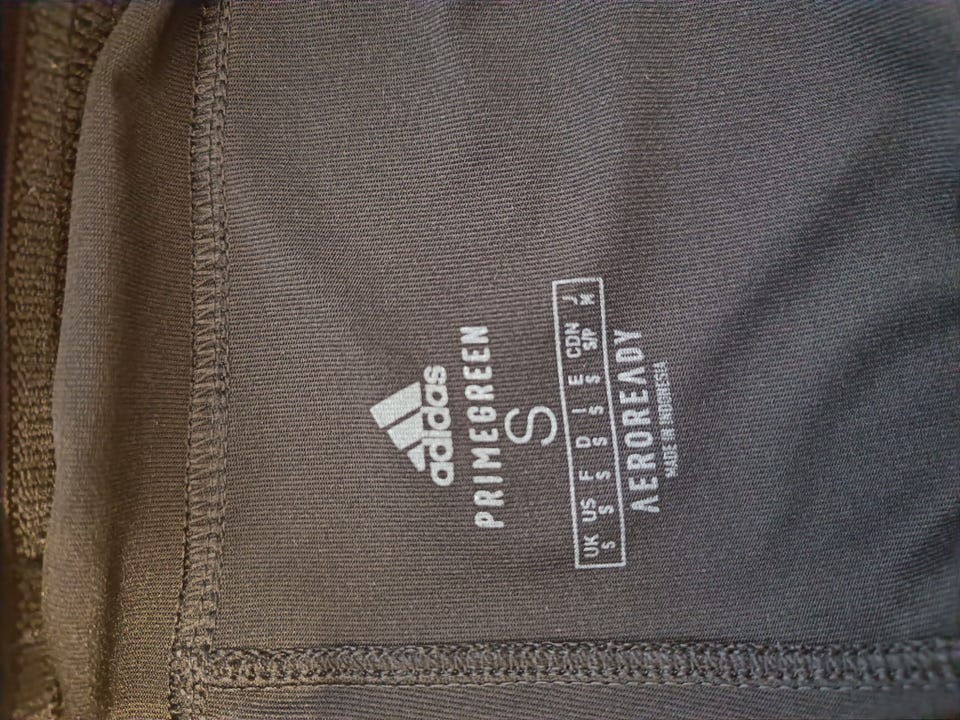 adidas
PRIMEGREEN
S
UK US F D I E CDN J
S S S S S S S/P M
AEROREADY
MADE IN INDONESIA